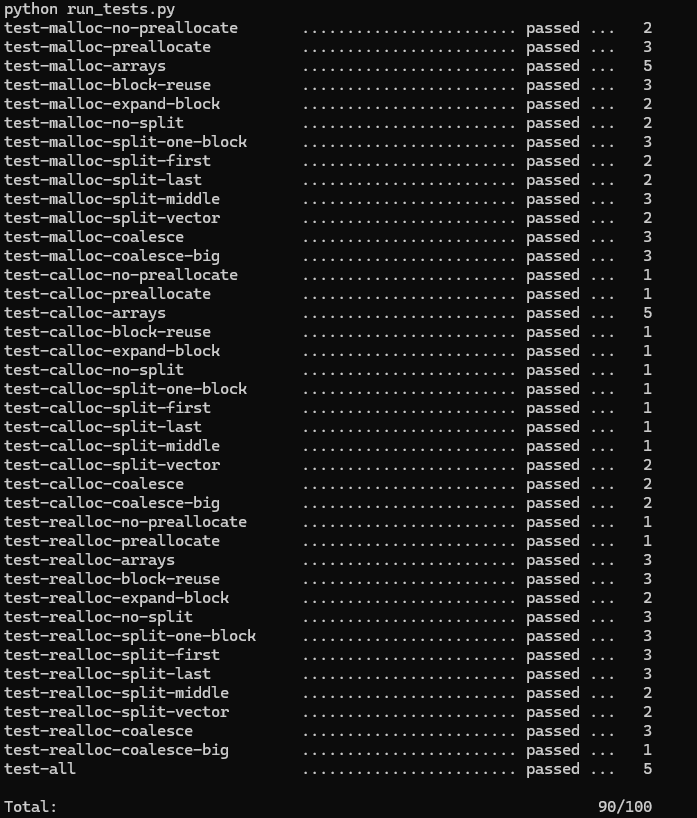 python run_tests.py
test-malloc-no-preallocate ........................ passed ... 2
test-malloc-preallocate ........................ passed ... 3
test-malloc-arrays ........................ passed ... 5
test-malloc-block-reuse ........................ passed ... 3
test-malloc-expand-block ........................ passed ... 2
test-malloc-no-split ........................ passed ... 2
test-malloc-split-one-block ........................ passed ... 3
test-malloc-split-first ........................ passed ... 2
test-malloc-split-last ........................ passed ... 2
test-malloc-split-middle ........................ passed ... 3
test-malloc-split-vector ........................ passed ... 2
test-malloc-coalesce ........................ passed ... 3
test-malloc-coalesce-big ........................ passed ... 3
test-calloc-no-preallocate ........................ passed ... 1
test-calloc-preallocate ........................ passed ... 1
test-calloc-arrays ........................ passed ... 5
test-calloc-block-reuse ........................ passed ... 1
test-calloc-expand-block ........................ passed ... 1
test-calloc-no-split ........................ passed ... 1
test-calloc-split-one-block ........................ passed ... 1
test-calloc-split-first ........................ passed ... 1
test-calloc-split-last ........................ passed ... 1
test-calloc-split-middle ........................ passed ... 1
test-calloc-split-vector ........................ passed ... 2
test-calloc-coalesce ........................ passed ... 2
test-calloc-coalesce-big ........................ passed ... 2
test-realloc-no-preallocate ........................ passed ... 1
test-realloc-preallocate ........................ passed ... 1
test-realloc-arrays ........................ passed ... 3
test-realloc-block-reuse ........................ passed ... 3
test-realloc-expand-block ........................ passed ... 2
test-realloc-no-split ........................ passed ... 3
test-realloc-split-one-block ........................ passed ... 3
test-realloc-split-first ........................ passed ... 3
test-realloc-split-last ........................ passed ... 3
test-realloc-split-middle ........................ passed ... 2
test-realloc-split-vector ........................ passed ... 2
test-realloc-coalesce ........................ passed ... 3
test-realloc-coalesce-big ........................ passed ... 1
test-all ........................ passed ... 5
Total: 90/100